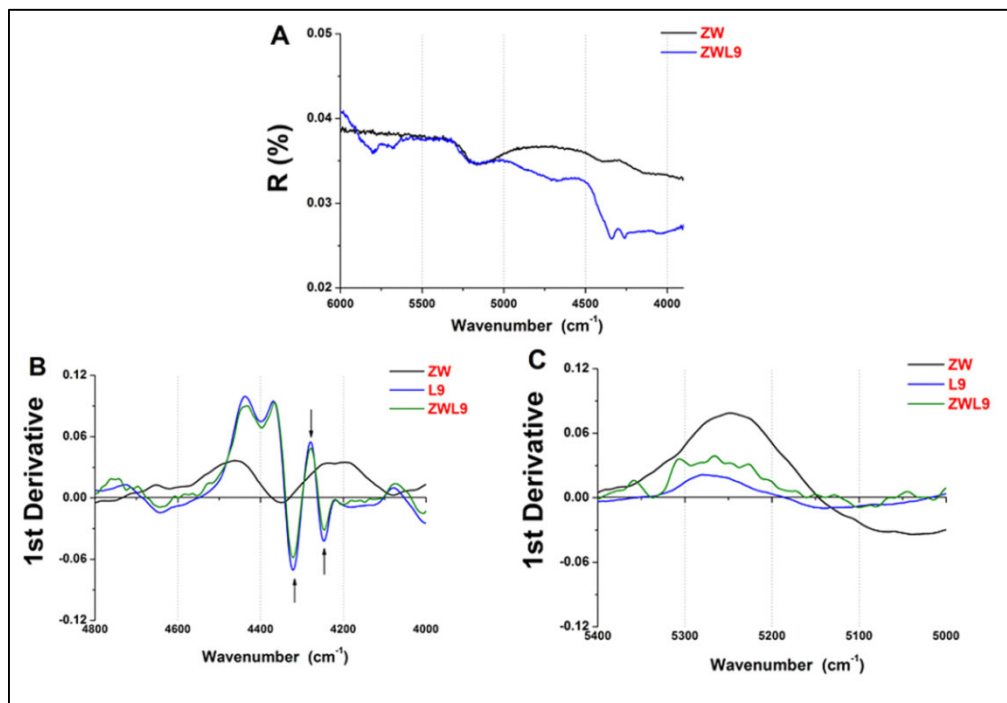 A
ZW
ZWL9
0.05
0.04
0.03
0.02
R (%)
6000 5500 5000 4500 4000
Wavenumber (cm-1)
B
ZW
L9
ZWL9
0.12
0.06
0.00
-0.06
-0.12
1st Derivative
4800 4600 4400 4200 4000
Wavenumber (cm-1)
C
ZW
L9
ZWL9
0.12
0.06
0.00
-0.06
-0.12
1st Derivative
5400 5300 5200 5100 5000
Wavenumber (cm-1)